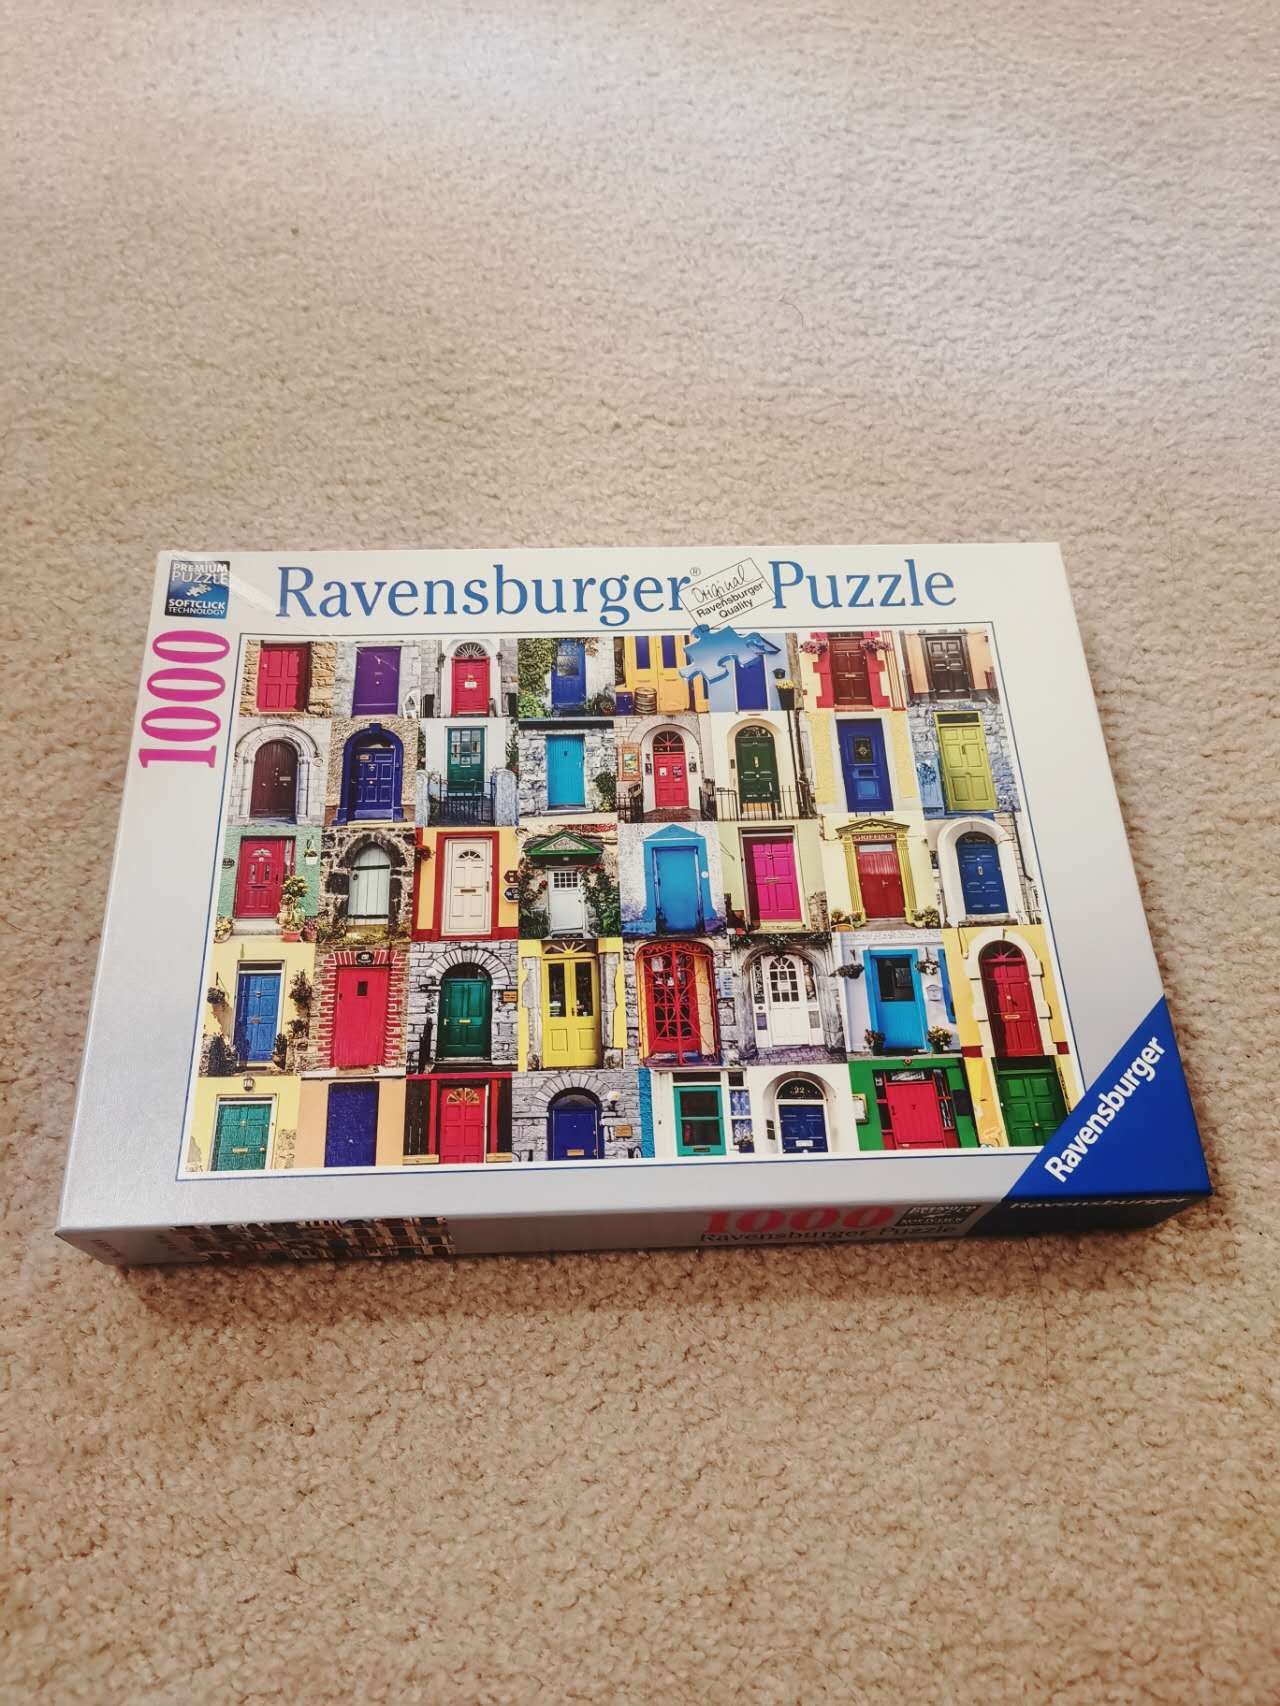 PREMIUM
PUZZLE
SOFTCLICK
TECHNOLOGY
Ravensburger® Puzzle
Original
Ravensburger
Quality
1000
22
Ravensburger
1000
Ravensburger Puzzle
Ravensburger